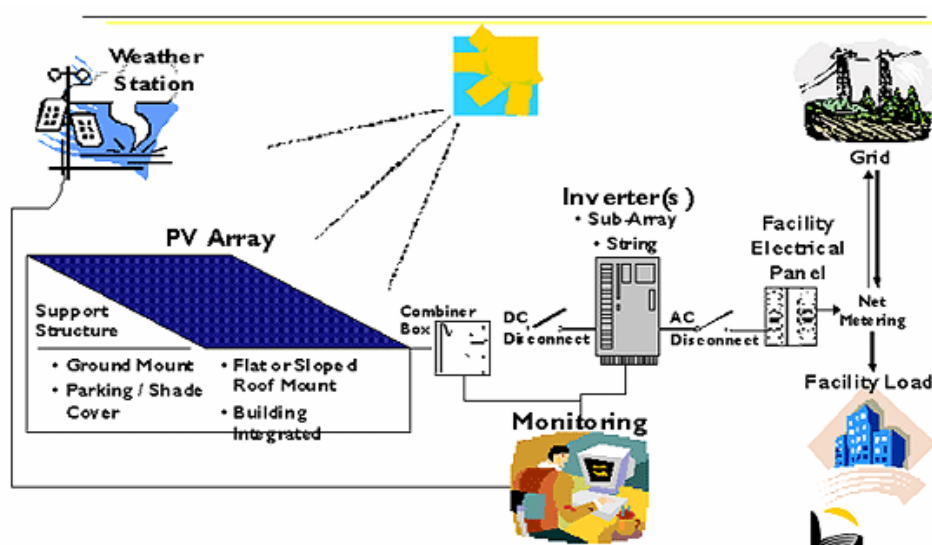 Weather
Station
Grid
Inverter(s)
• Sub-Array
• String
Facility
Electrical
Panel
PV Array
Support
Structure
• Ground Mount
• Parking / Shade
Cover
• Flat or Sloped
Roof Mount
• Building
Integrated
Combiner
Box
DC
Disconnect
AC
Disconnect
Net
Metering
Facility Load
Monitoring